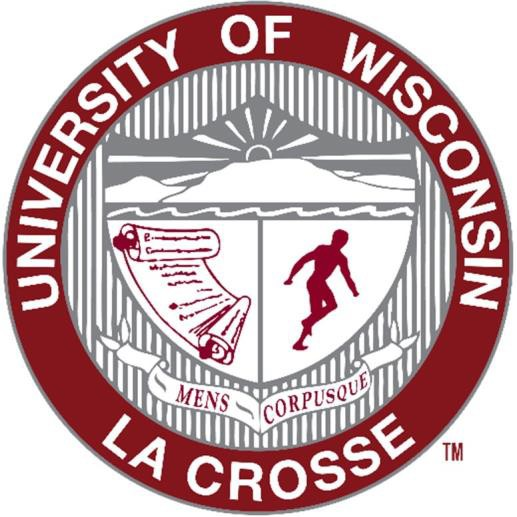 UNIVERSITY OF WISCONSIN
MENS CORPUSQUE
LA CROSSE
TM